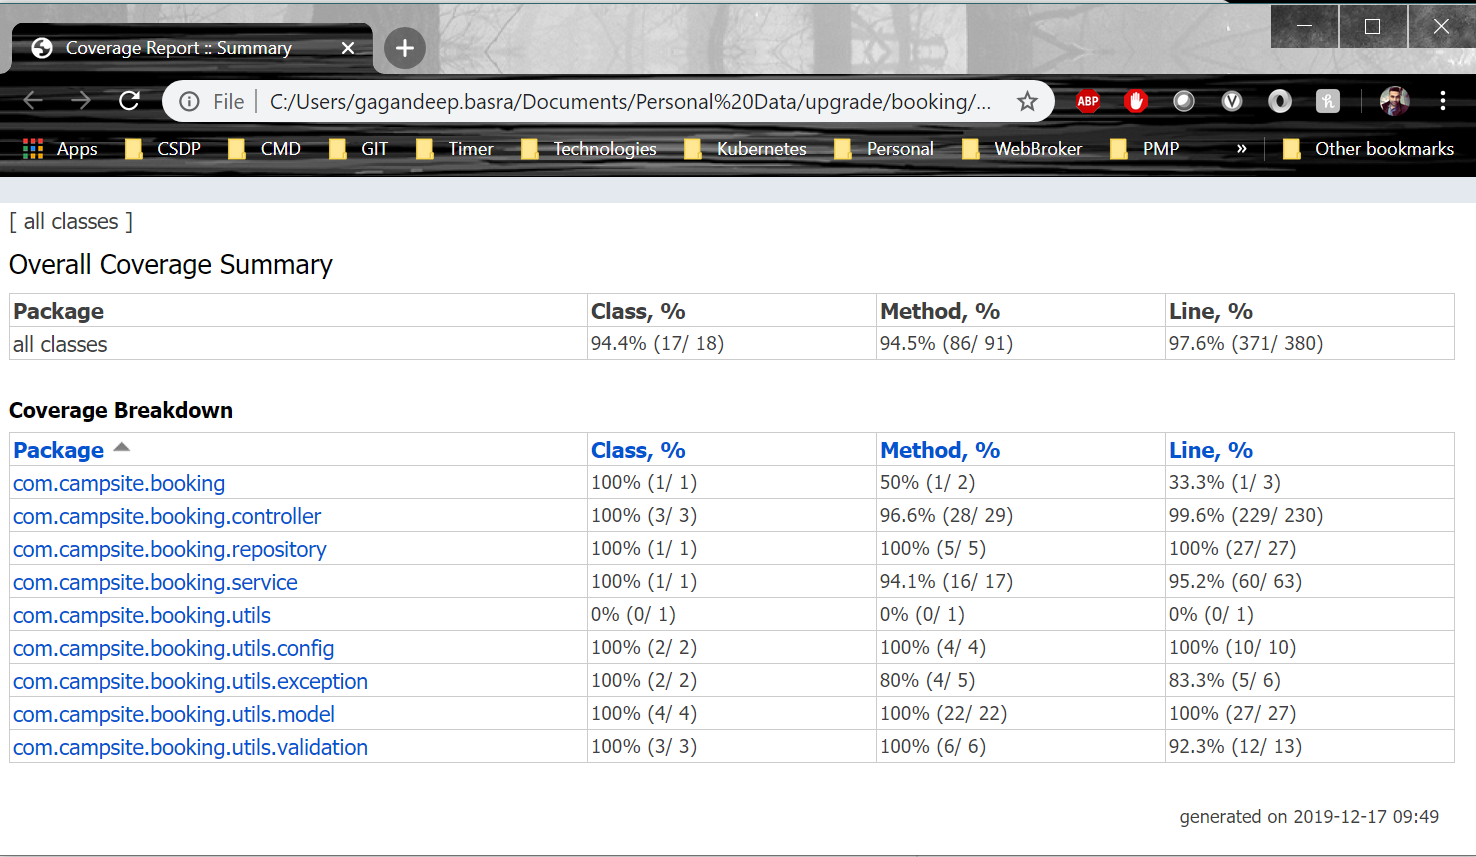 Coverage Report :: Summary
File C:/Users/gagandeep.basra/Documents/Personal%20Data/upgrade/booking/...
ABP
Apps CSDP CMD GIT Timer Technologies Kubernetes Personal WebBroker PMP » Other bookmarks
[ all classes ]
Overall Coverage Summary
Package Class, % Method, % Line, %
all classes 94.4% (17/ 18) 94.5% (86/ 91) 97.6% (371/ 380)
Coverage Breakdown
Package Class, % Method, % Line, %
com.campsite.booking 100% (1/ 1) 50% (1/ 2) 33.3% (1/ 3)
com.campsite.booking.controller 100% (3/ 3) 96.6% (28/ 29) 99.6% (229/ 230)
com.campsite.booking.repository 100% (1/ 1) 100% (5/ 5) 100% (27/ 27)
com.campsite.booking.service 100% (1/ 1) 94.1% (16/ 17) 95.2% (60/ 63)
com.campsite.booking.utils 0% (0/ 1) 0% (0/ 1) 0% (0/ 1)
com.campsite.booking.utils.config 100% (2/ 2) 100% (4/ 4) 100% (10/ 10)
com.campsite.booking.utils.exception 100% (2/ 2) 80% (4/ 5) 83.3% (5/ 6)
com.campsite.booking.utils.model 100% (4/ 4) 100% (22/ 22) 100% (27/ 27)
com.campsite.booking.utils.validation 100% (3/ 3) 100% (6/ 6) 92.3% (12/ 13)
generated on 2019-12-17 09:49